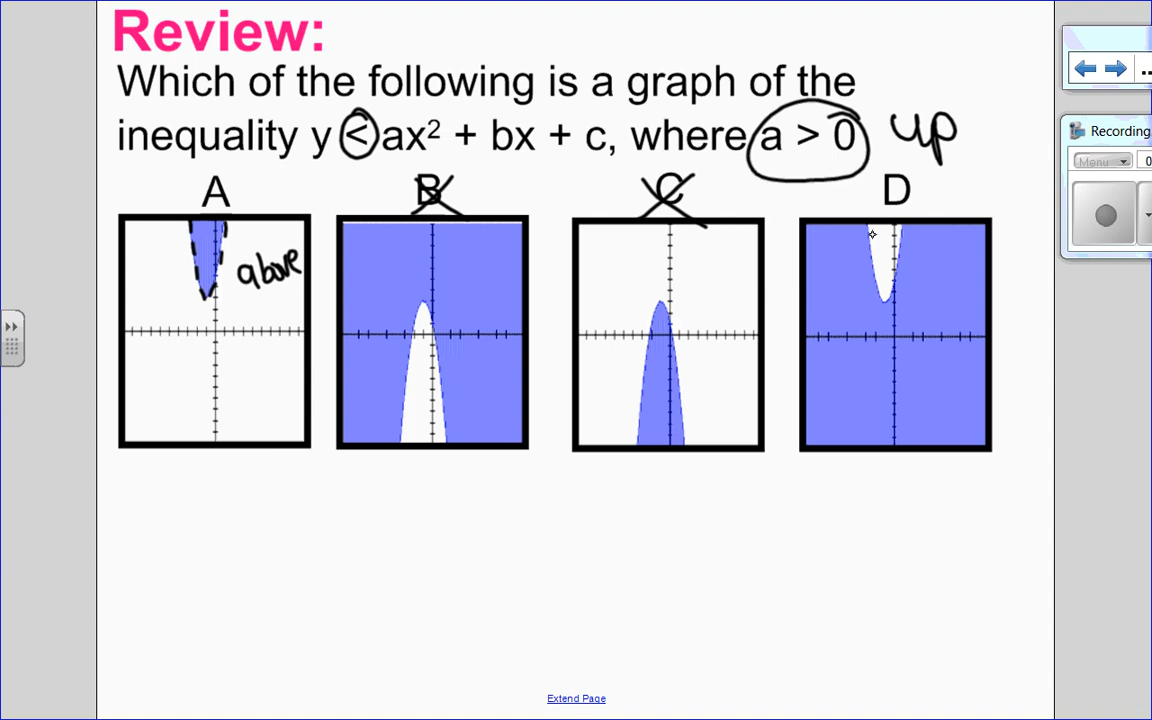 Review:
Which of the following is a graph of the
inequality y < ax² + bx + c, where a > 0 up
A B C D
above
Recording
Menu 0
Extend Page